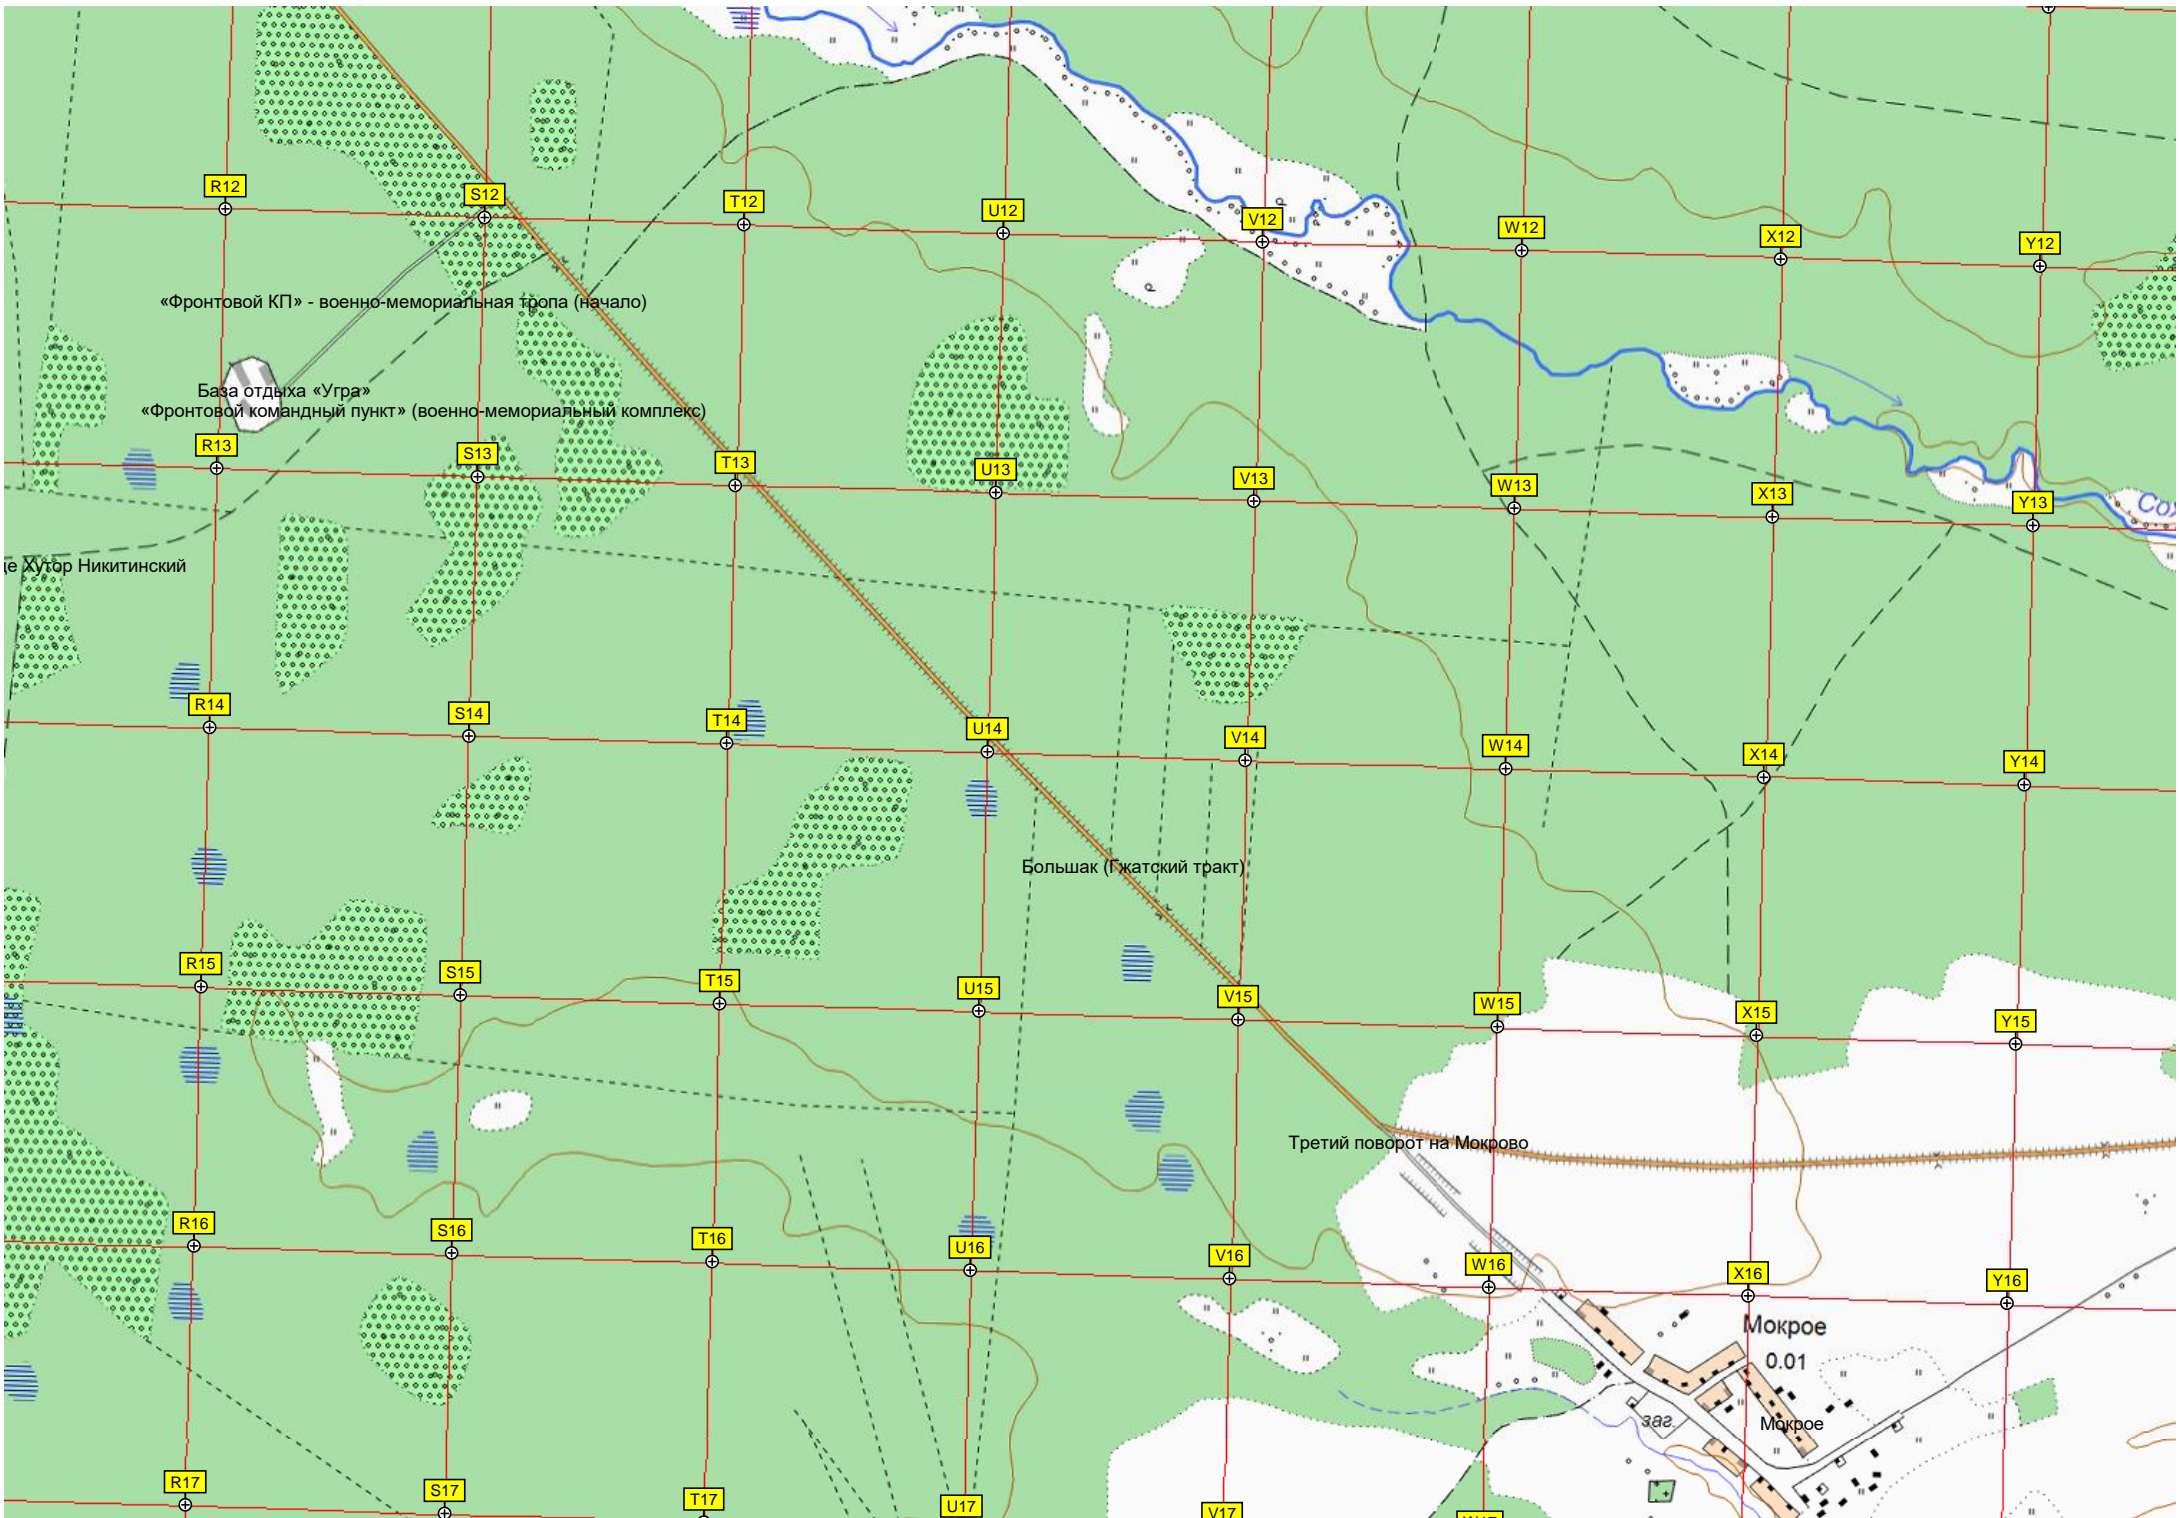 R12
S12
T12
U12
V12
W12
X12
Y12
«Фронтовой КП» - военно-мемориальная тропа (начало)
База отдыха «Угра»
«Фронтовой командный пункт» (военно-мемориальный комплекс)
R13
S13
T13
U13
V13
W13
X13
Y13
Сох
е Хутор Никитинский
R14
S14
T14
U14
V14
W14
X14
Y14
Большак (Гжатский тракт)
R15
S15
T15
U15
V15
W15
X15
Y15
Третий поворот на Мокрово
R16
S16
T16
U16
V16
W16
X16
Y16
Мокрое
0.01
заг.
Мокрое
R17
S17
T17
U17
V17